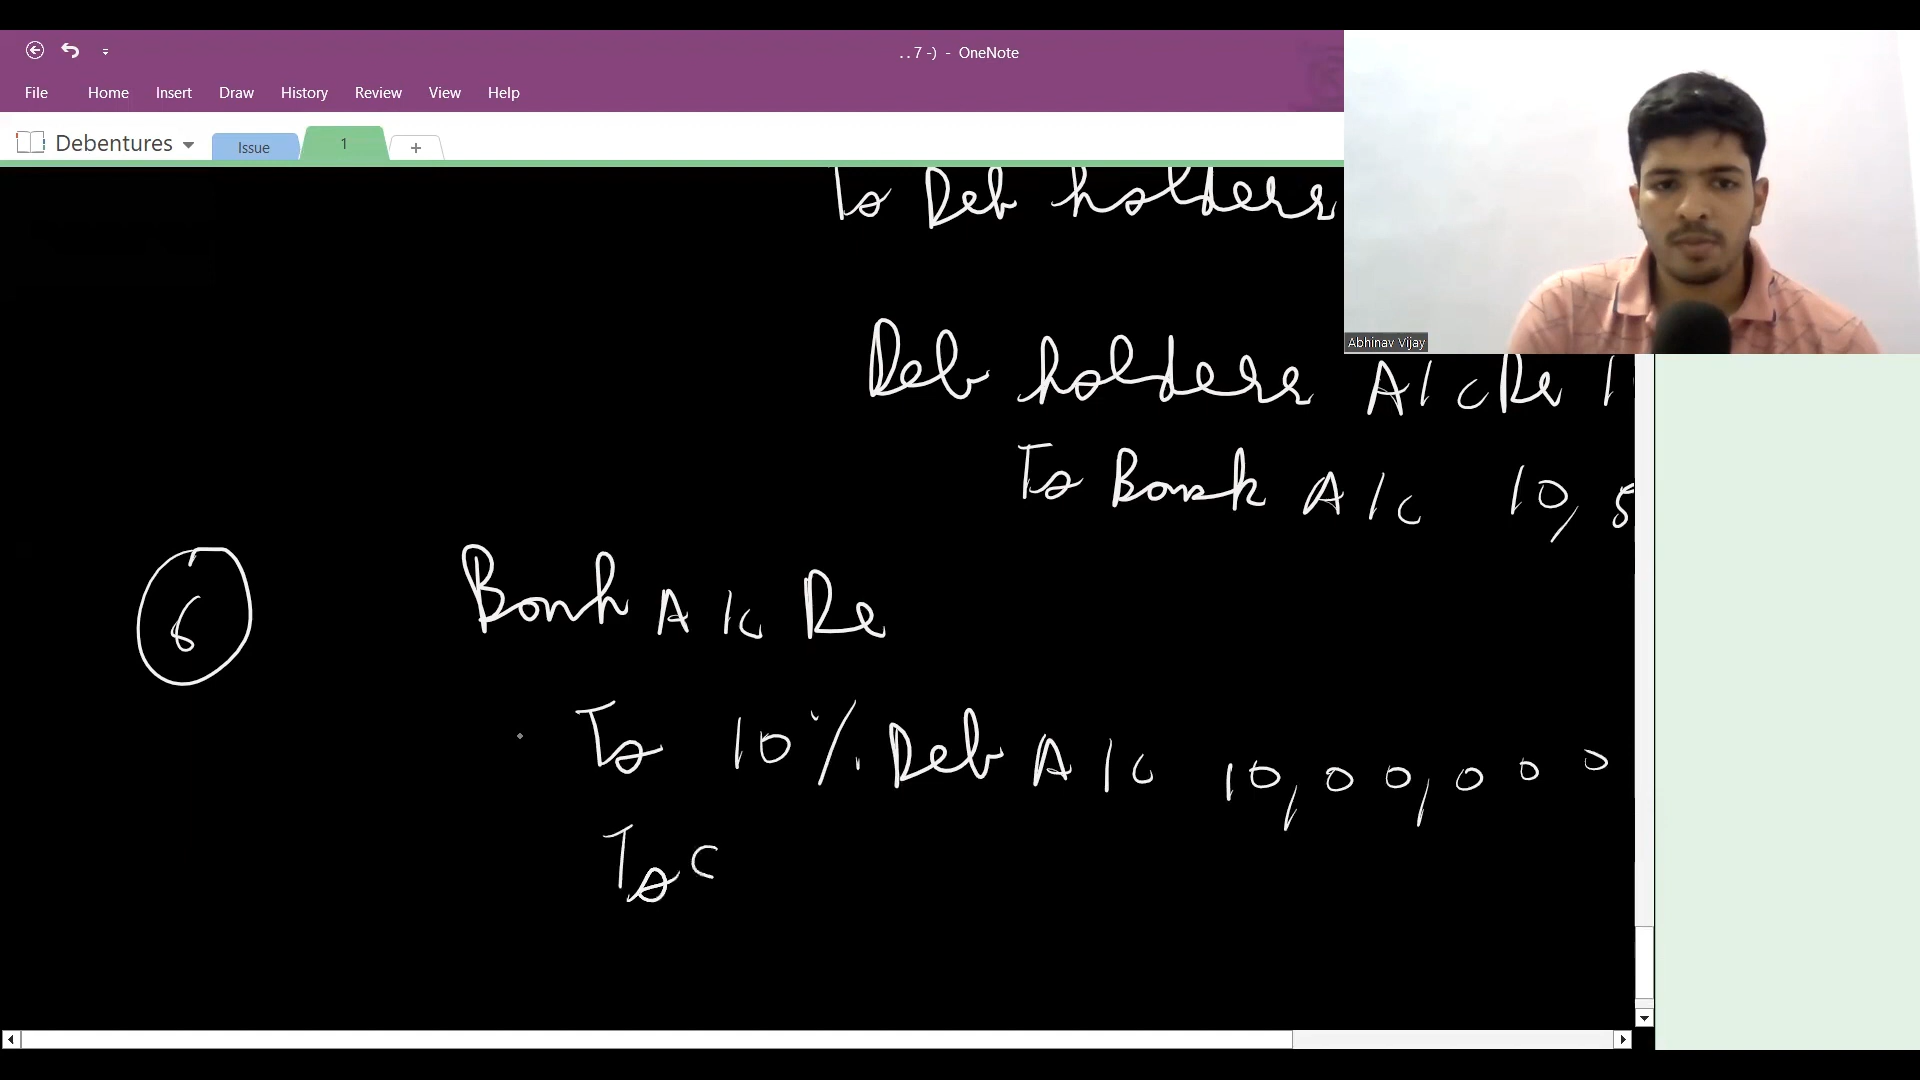 . . 7 -) - OneNote
File Home Insert Draw History Review View Help
Debentures Issue 1 +
Abhinav Vijay
To Deb holders
Deb holders A/c Dr 1
To Bank A/c 10, 5
6 Bank A/c Dr
To 10% Deb A/c 10,00,000
To C